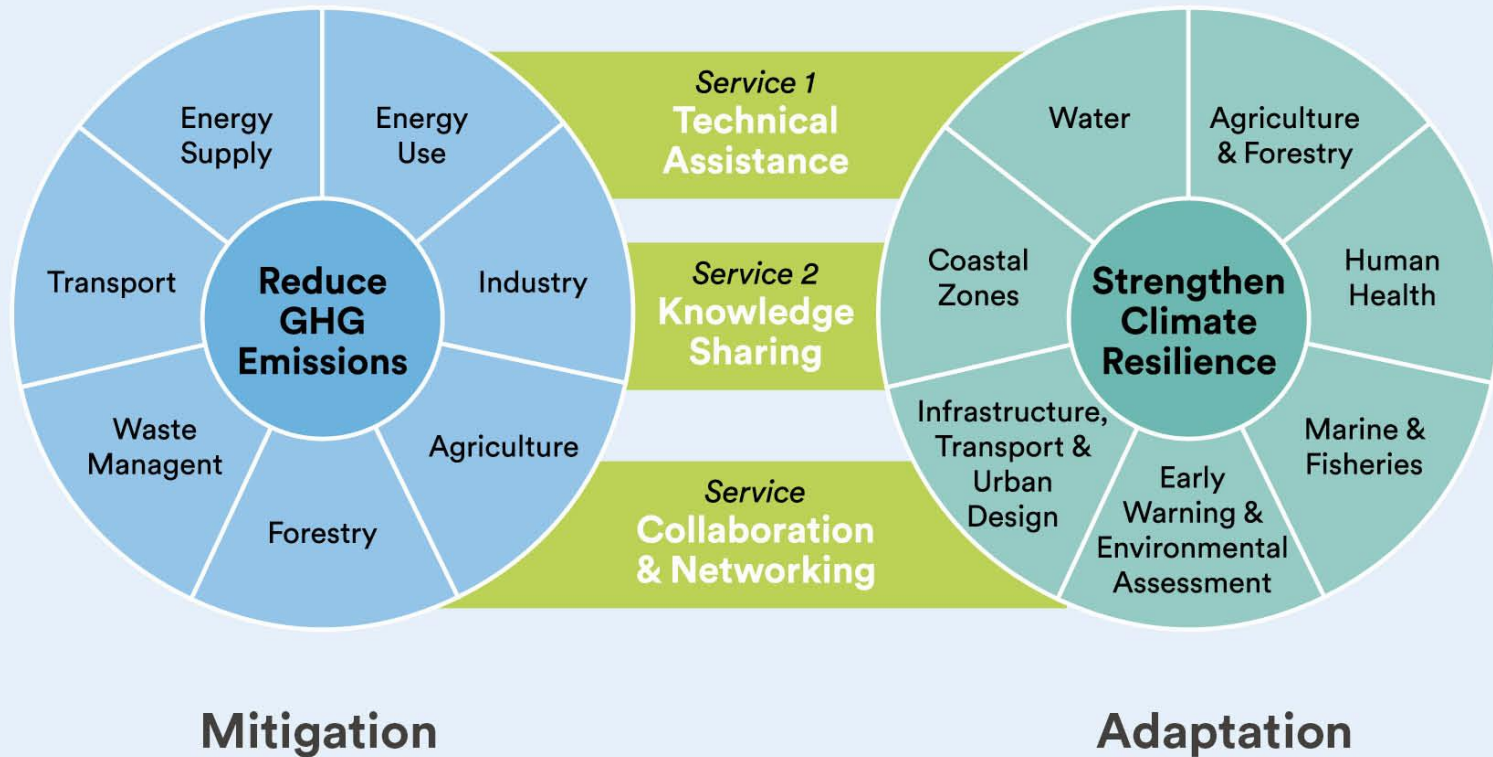 Energy
Supply
Energy
Use
Industry
Agriculture
Forestry
Waste
Managent
Transport
Reduce
GHG
Emissions
Service 1
Technical
Assistance
Service 2
Knowledge
Sharing
Service
Collaboration
& Networking
Water
Agriculture
& Forestry
Human
Health
Marine &
Fisheries
Early
Warning &
Environmental
Assessment
Infrastructure,
Transport &
Urban
Design
Coastal
Zones
Strengthen
Climate
Resilience
Mitigation
Adaptation